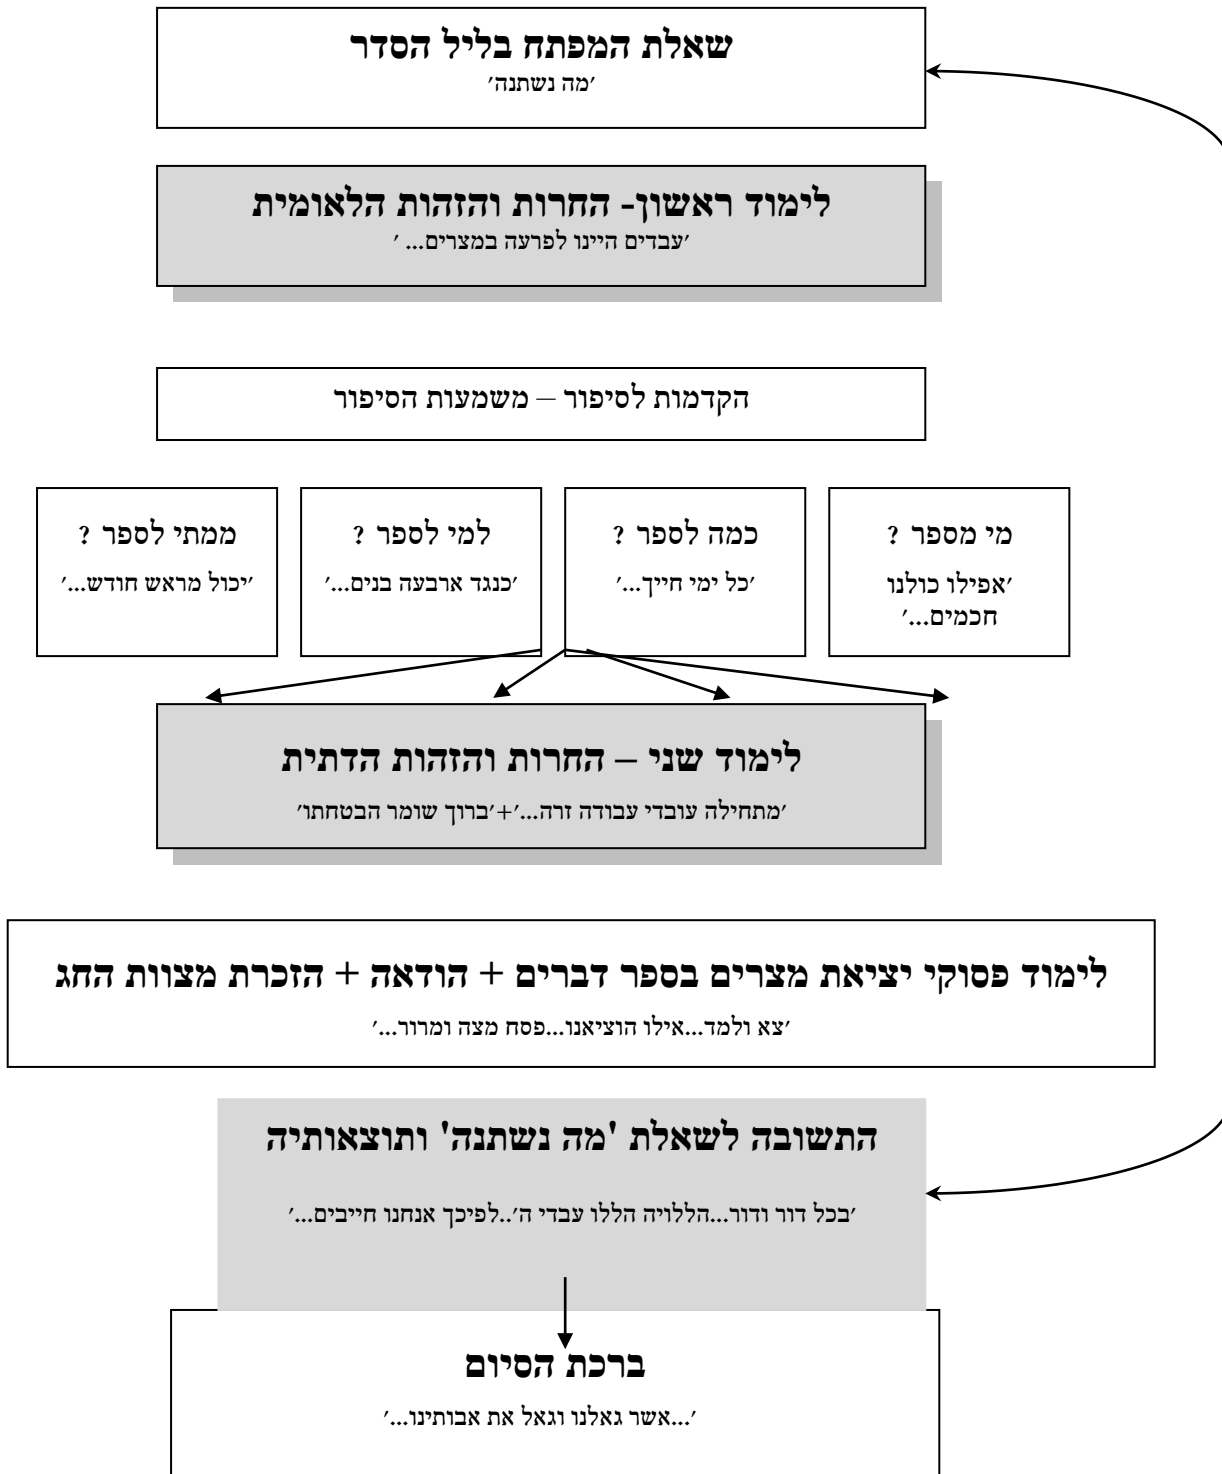 שאלת המפתח בליל הסדר
'מה נשתנה'
לימוד ראשון- החרות והזהות הלאומית
'עבדים היינו לפרעה במצרים... '
הקדמות לסיפור – משמעות הסיפור
מי מספר ?
'אפילו כולנו
חכמים...'
כמה לספר ?
'כל ימי חייך...'
למי לספר ?
'כנגד ארבעה בנים...'
ממתי לספר ?
'יכול מראש חודש...'
לימוד שני – החרות והזהות הדתית
'מתחילה עובדי עבודה זרה...'+'ברוך שומר הבטחתו'
לימוד פסוקי יציאת מצרים בספר דברים + הודאה + הזכרת מצוות החג
'צא ולמד...אילו הוציאנו...פסח מצה ומרור...'
התשובה לשאלת 'מה נשתנה' ותוצאותיה
'בכל דור ודור...הללויה הללו עבדי ה'..לפיכך אנחנו חייבים...'
ברכת הסיום
'...אשר גאלנו וגאל את אבותינו...'